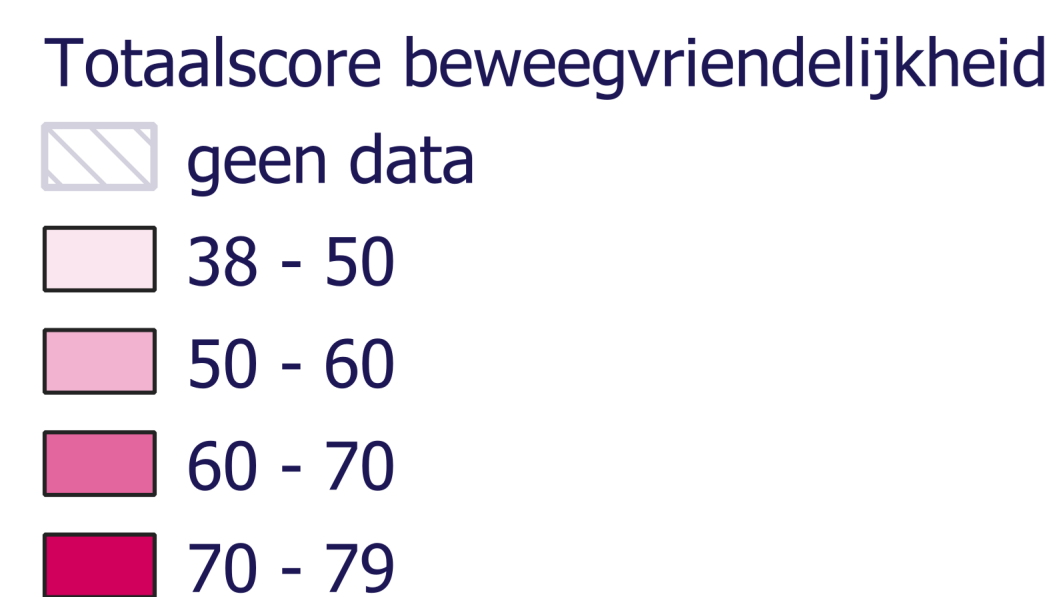 Totaalscore beweegvriendelijkheid
geen data
38 - 50
50 - 60
60 - 70
70 - 79